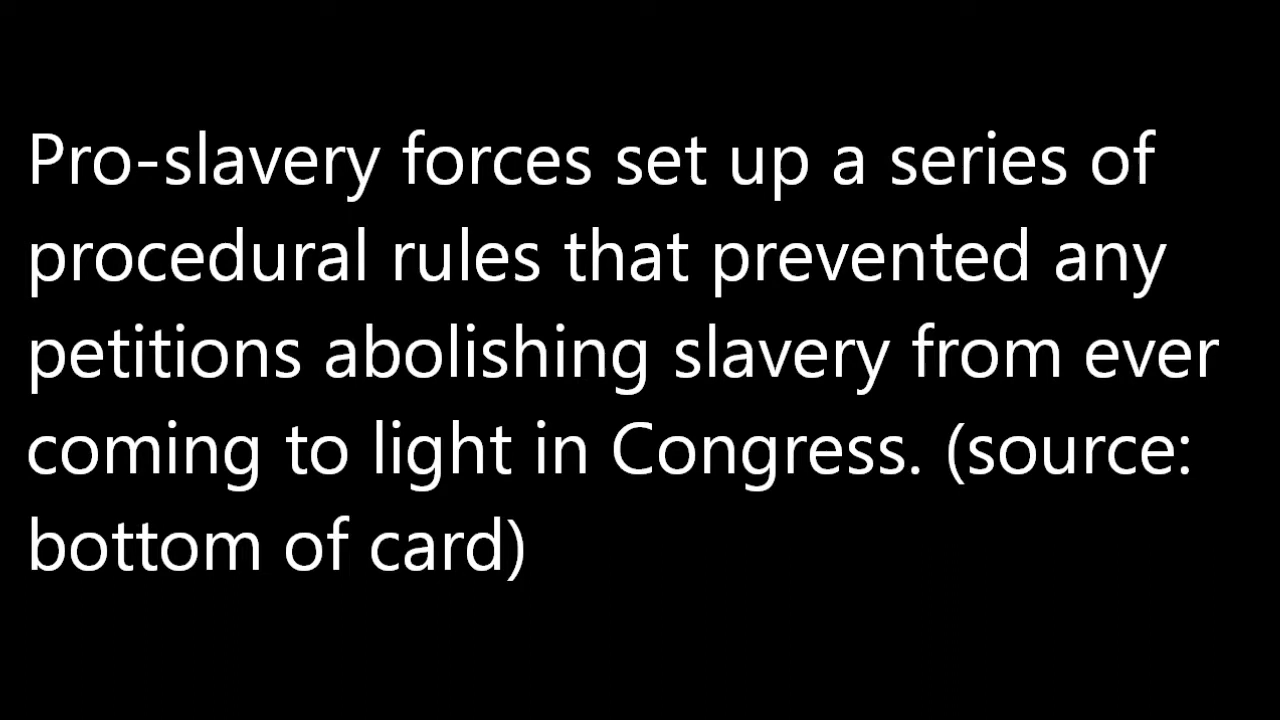 Pro-slavery forces set up a series of
procedural rules that prevented any
petitions abolishing slavery from ever
coming to light in Congress. (source:
bottom of card)